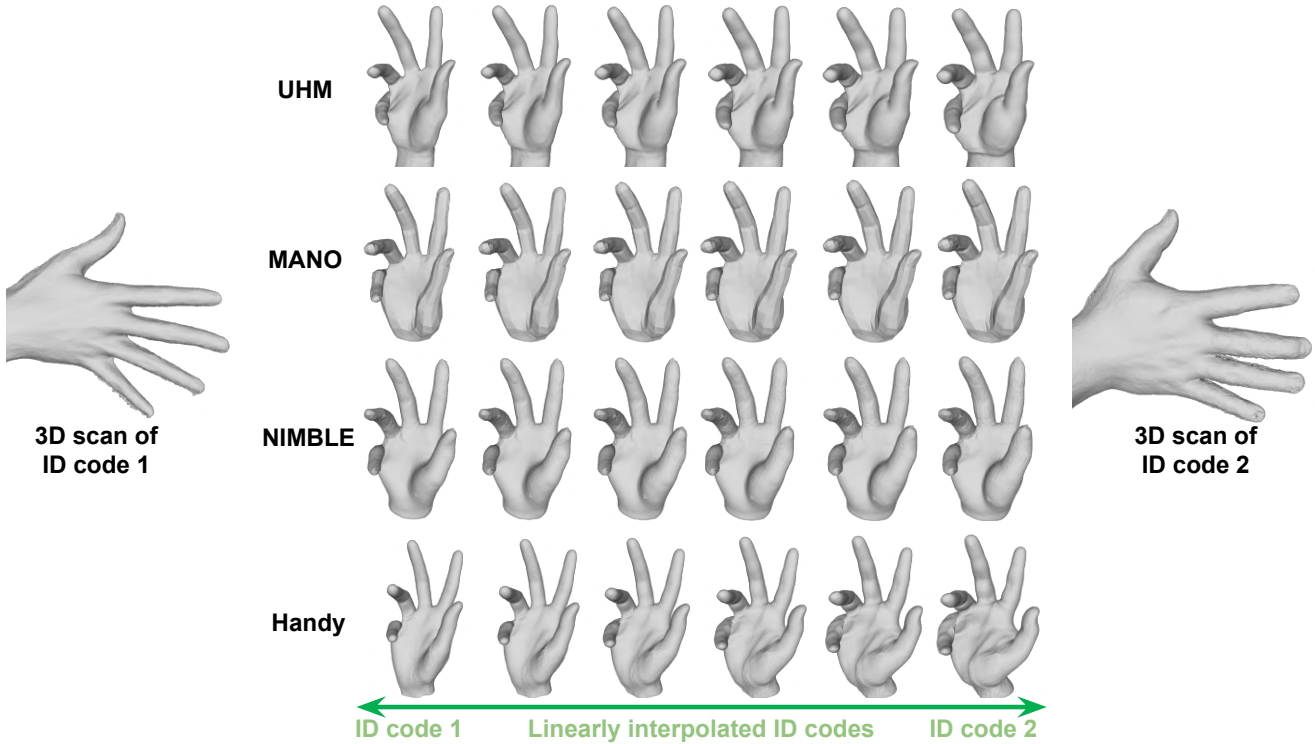 UHM
MANO
3D scan of
ID code 1
NIMBLE
3D scan of
ID code 2
Handy
ID code 1
Linearly interpolated ID codes
ID code 2